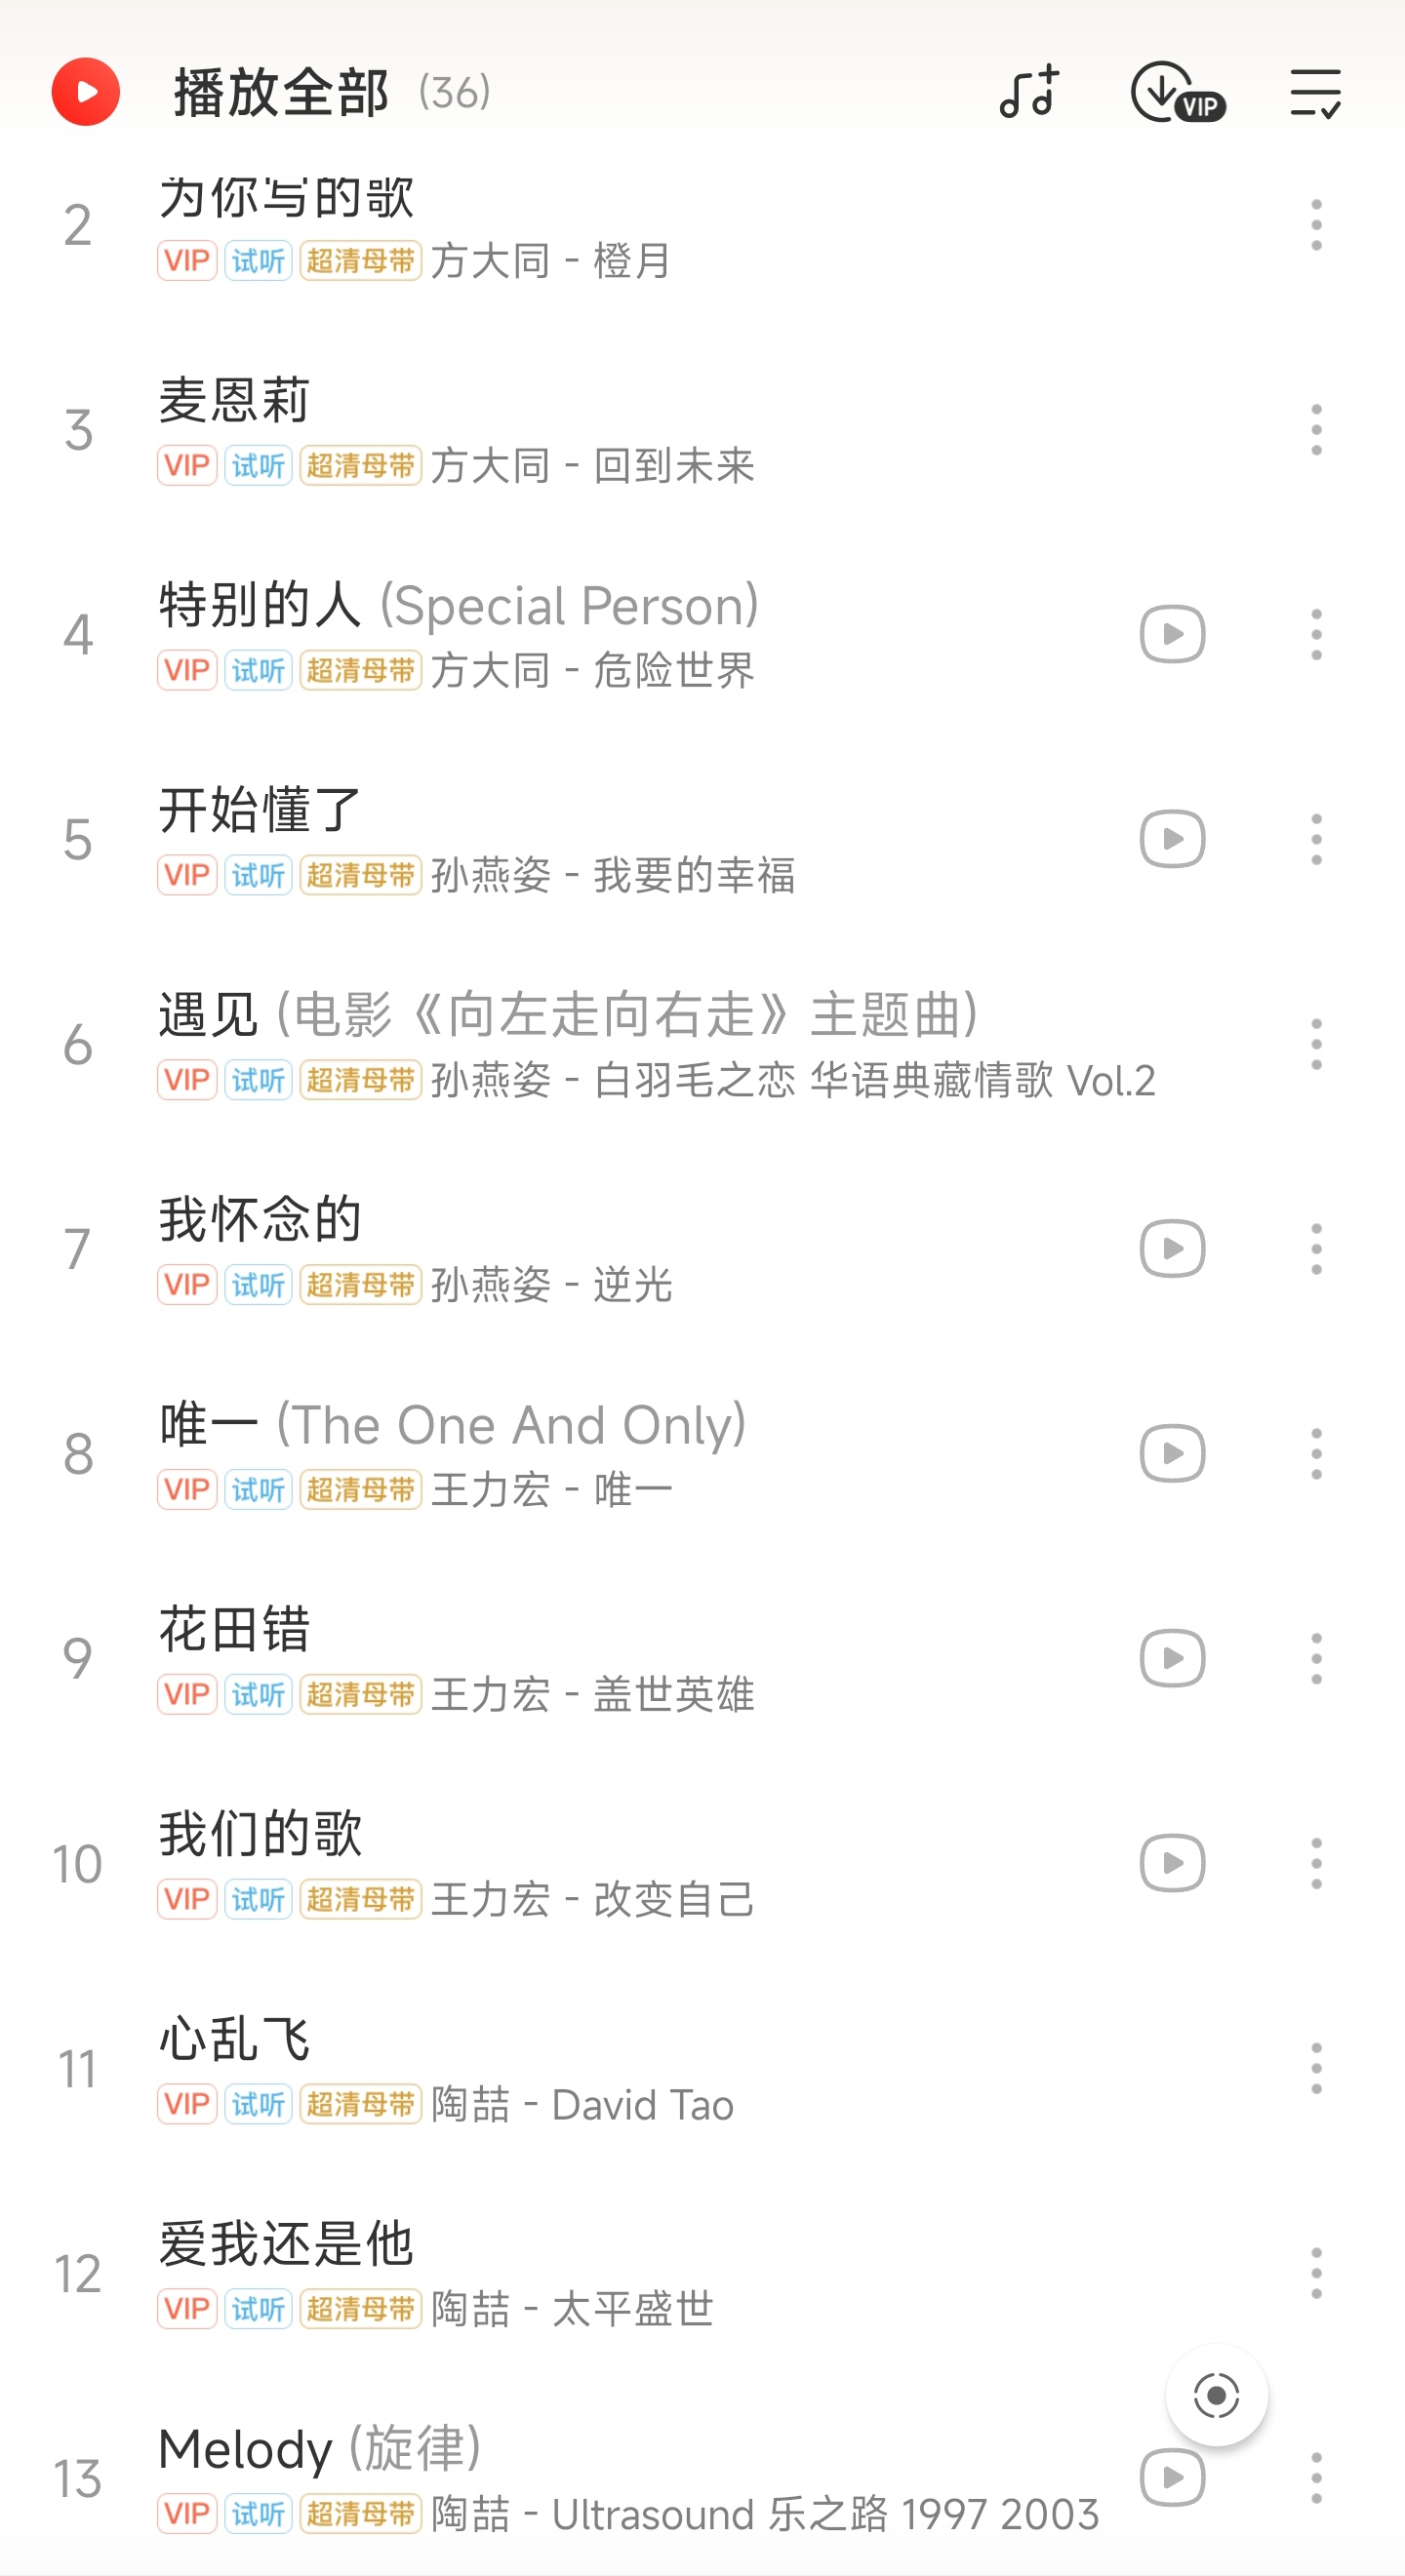 播放全部 (36)
VIP
2
为你写的歌
VIP 试听 超清母带 方大同 - 橙月
3
麦恩莉
VIP 试听 超清母带 方大同 - 回到未来
4
特别的人 (Special Person)
VIP 试听 超清母带 方大同 - 危险世界
5
开始懂了
VIP 试听 超清母带 孙燕姿 - 我要的幸福
6
遇见 (电影《向左走向右走》主题曲)
VIP 试听 超清母带 孙燕姿 - 白羽毛之恋 华语典藏情歌 Vol.2
7
我怀念的
VIP 试听 超清母带 孙燕姿 - 逆光
8
唯一 (The One And Only)
VIP 试听 超清母带 王力宏 - 唯一
9
花田错
VIP 试听 超清母带 王力宏 - 盖世英雄
10
我们的歌
VIP 试听 超清母带 王力宏 - 改变自己
11
心乱飞
VIP 试听 超清母带 陶喆 - David Tao
12
爱我还是他
VIP 试听 超清母带 陶喆 - 太平盛世
13
Melody (旋律)
VIP 试听 超清母带 陶喆 - Ultrasound 乐之路 1997 2003